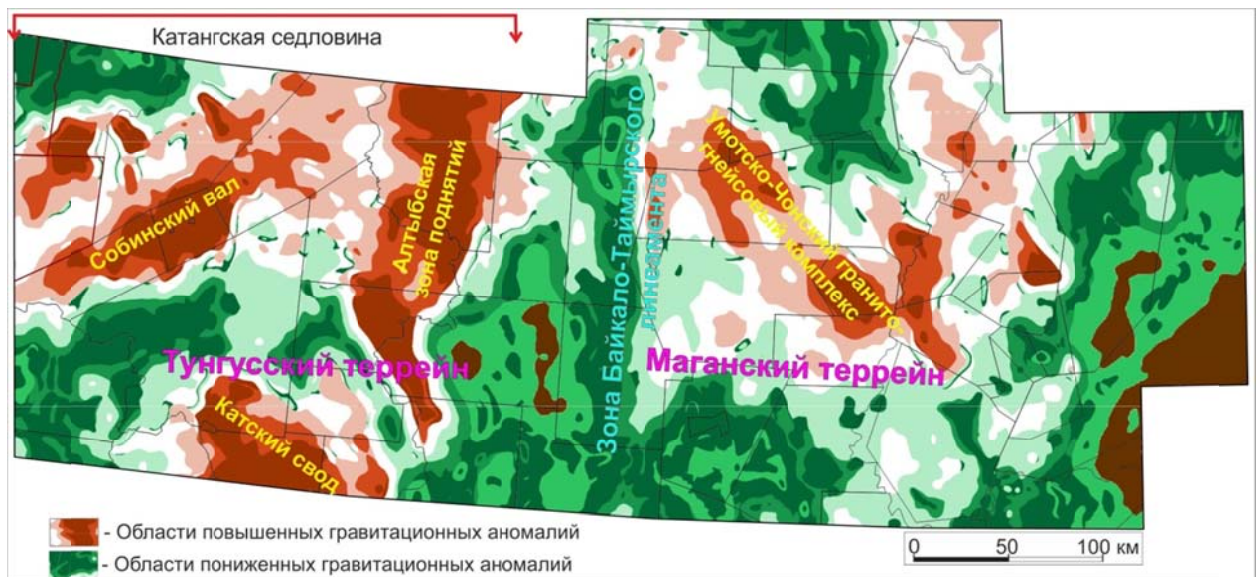 Катангская седловина
Собинский вал
Алтыбская
зона поднятий
Зона Байкало-Таймырского
линеамента
Умотско-Чонский гранито-
гнейсовый комплекс
Тунгусский террейн
Маганский террейн
Катский свод
- Области повышенных гравитационных аномалий
- Области пониженных гравитационных аномалий
0 50 100 км